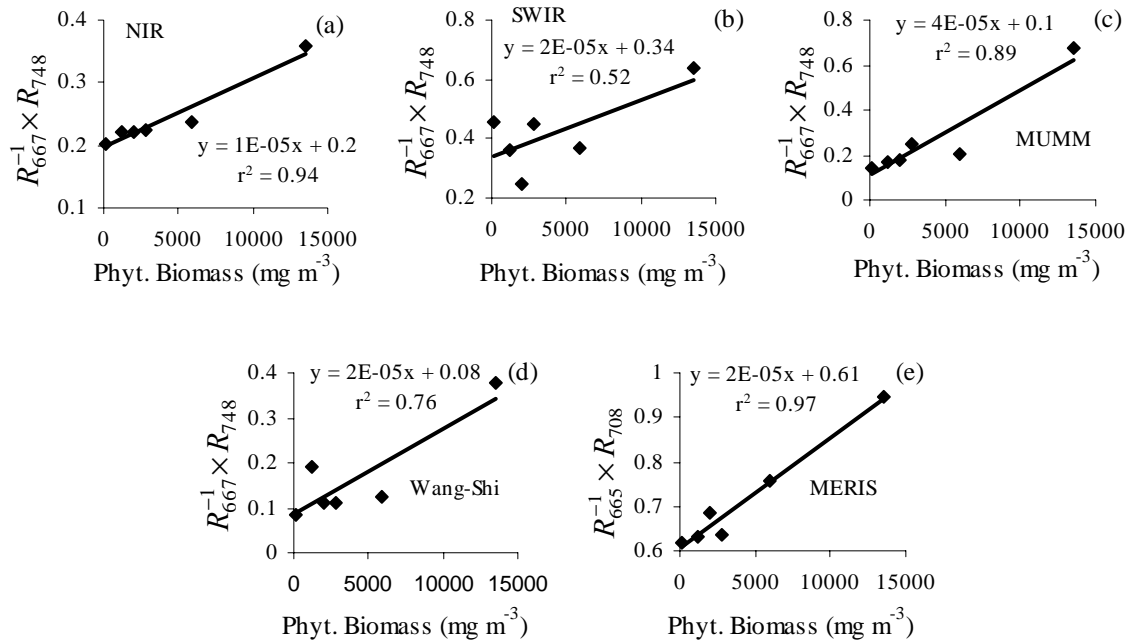 (a)
NIR
0.4
0.3
0.2
0.1
y = 1E-05x + 0.2
r² = 0.94
0 5000 10000 15000
R₆₆₇⁻¹ × R₇₄₈
Phyt. Biomass (mg m⁻³)
(b)
SWIR
0.8
0.6
0.4
0.2
y = 2E-05x + 0.34
r² = 0.52
0 5000 10000 15000
R₆₆₇⁻¹ × R₇₄₈
Phyt. Biomass (mg m⁻³)
(c)
0.8
0.6
0.4
0.2
0
y = 4E-05x + 0.1
r² = 0.89
MUMM
0 5000 10000 15000
R₆₆₇⁻¹ × R₇₄₈
Phyt. Biomass (mg m⁻³)
(d)
0.4
0.3
0.2
0.1
0
y = 2E-05x + 0.08
r² = 0.76
Wang-Shi
0 5000 10000 15000
R₆₆₇⁻¹ × R₇₄₈
Phyt. Biomass (mg m⁻³)
(e)
1
0.9
0.8
0.7
0.6
y = 2E-05x + 0.61
r² = 0.97
MERIS
0 5000 10000 15000
R₆₆₅⁻¹ × R₇₀₈
Phyt. Biomass (mg m⁻³)